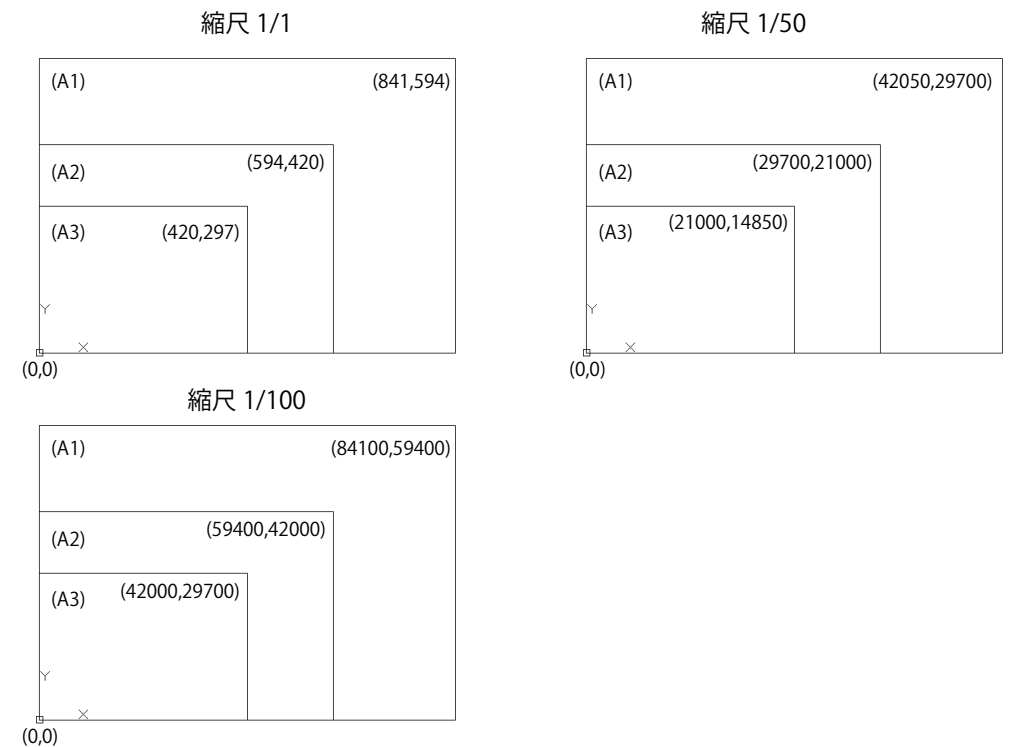 縮尺 1/1
(A1)
(841,594)
(A2)
(594,420)
(A3)
(420,297)
Y
X
(0,0)
縮尺 1/50
(A1)
(42050,29700)
(A2)
(29700,21000)
(A3)
(21000,14850)
Y
X
(0,0)
縮尺 1/100
(A1)
(84100,59400)
(A2)
(59400,42000)
(A3)
(42000,29700)
Y
X
(0,0)